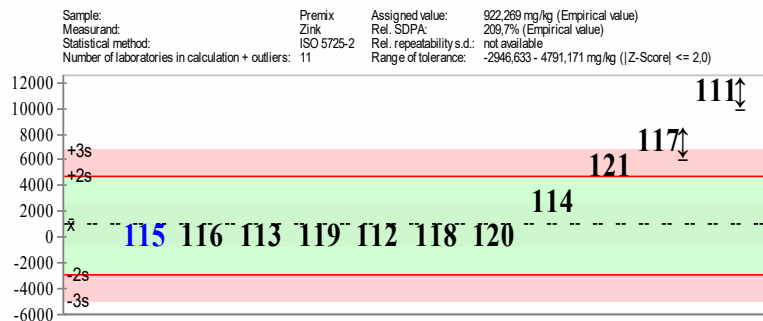 Sample: Premix Assigned value: 922,269 mg/kg (Empirical value)
Measurand: Zink Rel. SDPA: 209,7% (Empirical value)
Statistical method: ISO 5725-2 Rel. repeatability s.d.: not available
Number of laboratories in calculation + outliers: 11 Range of tolerance: -2946,633 - 4791,171 mg/kg (|Z-Score| <= 2,0)
12000
111
10000
8000
117
+3s
6000
121
+2s
4000
114
2000
x̄
0
115 116 113 119 112 118 120
-2000
-2s
-4000
-3s
-6000